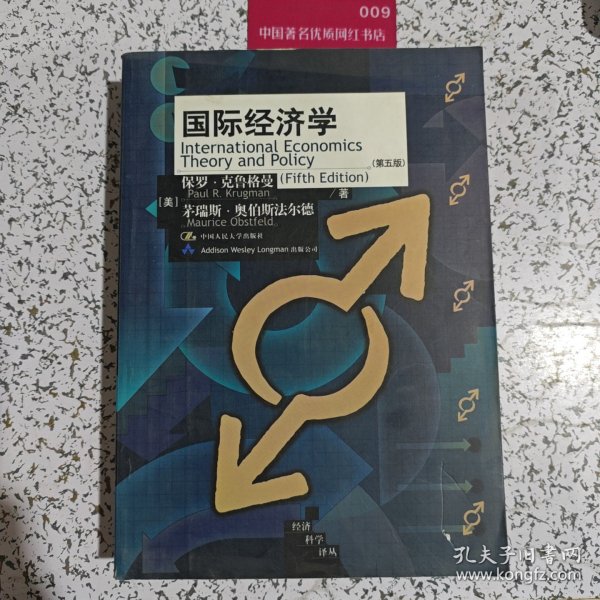 009
中国著名优质网红书店
国际经济学
International Economics
Theory and Policy
(第五版)
(Fifth Edition)
[美]
保罗·克鲁格曼
Paul R. Krugman
/著
茅瑞斯·奥伯斯法尔德
Maurice Obstfeld
中国人民大学出版社
Addison Wesley Longman 出版公司
经济
科学
译丛
孔夫子旧书网
www.kongfz.com